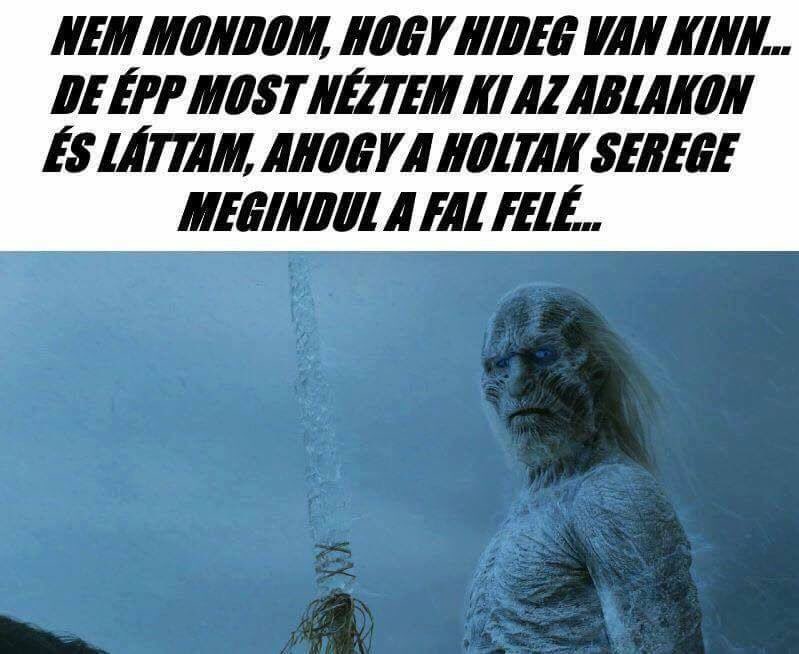 NEM MONDOM, HOGY HIDEG VAN KINN...
DE ÉPP MOST NÉZTEM KI AZ ABLAKON
ÉS LÁTTAM, AHOGY A HOLTAK SEREGE
MEGINDUL A FAL FELÉ...